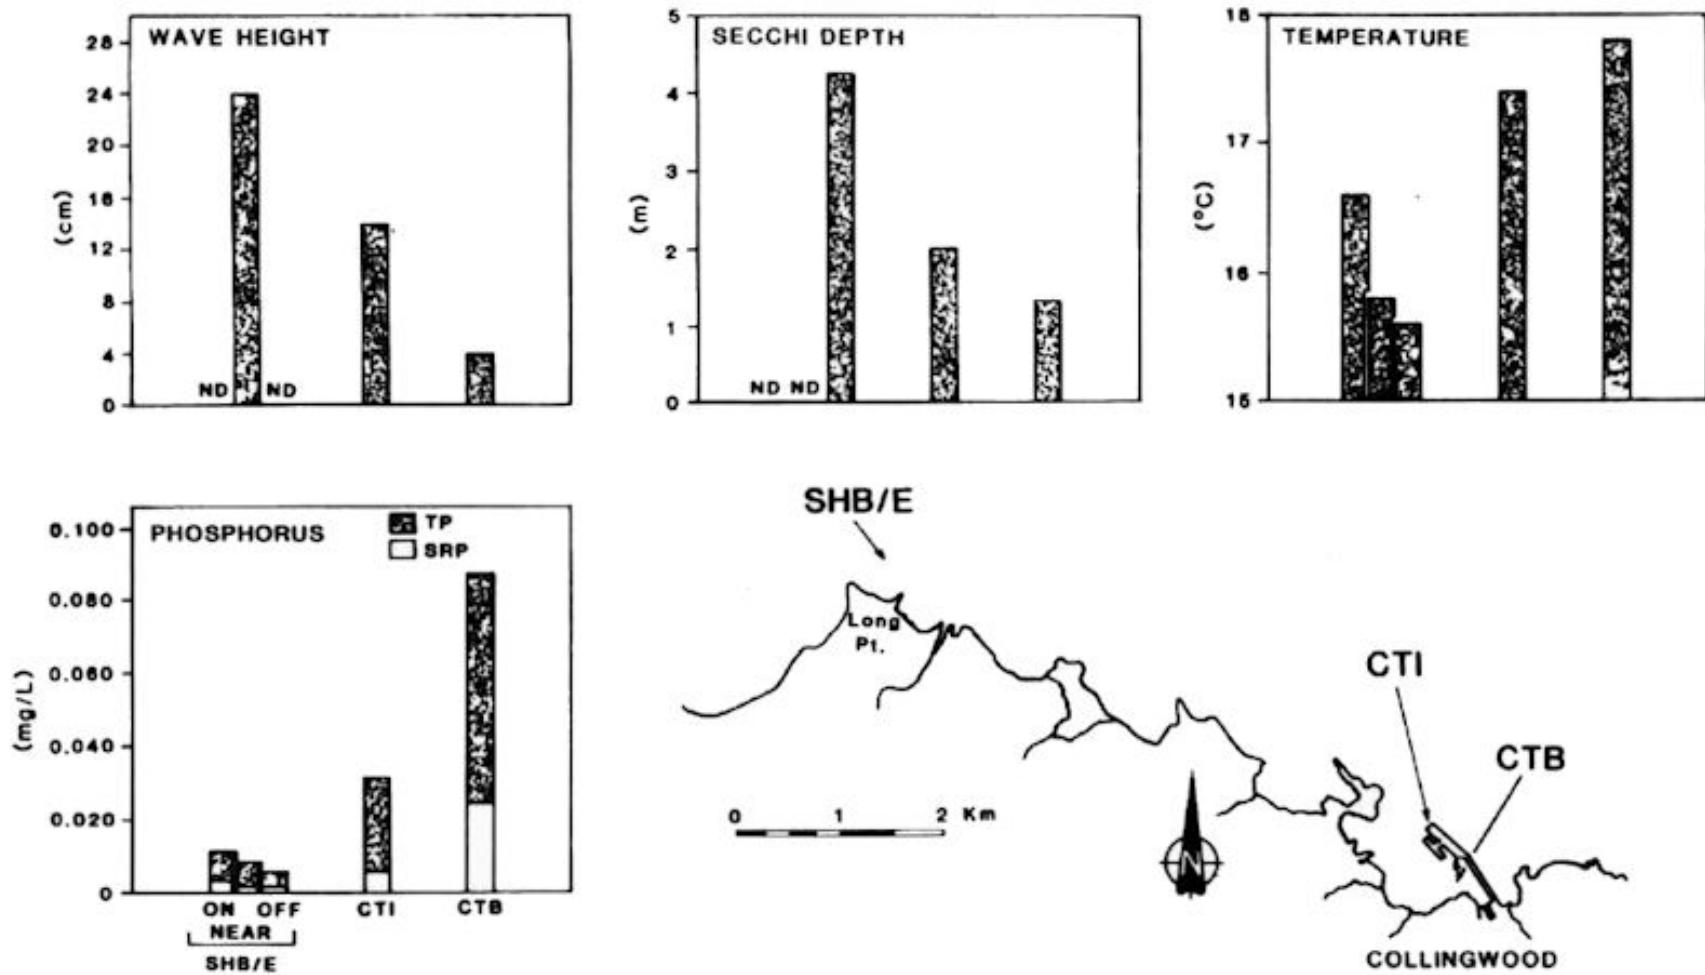 WAVE HEIGHT
28
24
20
16
12
8
4
0
(cm)
ND ND
SECCHI DEPTH
5
4
3
2
1
0
(m)
ND ND
TEMPERATURE
18
17
16
15
(°C)
PHOSPHORUS
TP
SRP
0.100
0.080
0.060
0.040
0.020
0
(mg/L)
ON OFF CTI CTB
NEAR
SHB/E
SHB/E
Long
Pt.
CTI
CTB
0 1 2 Km
N
COLLINGWOOD